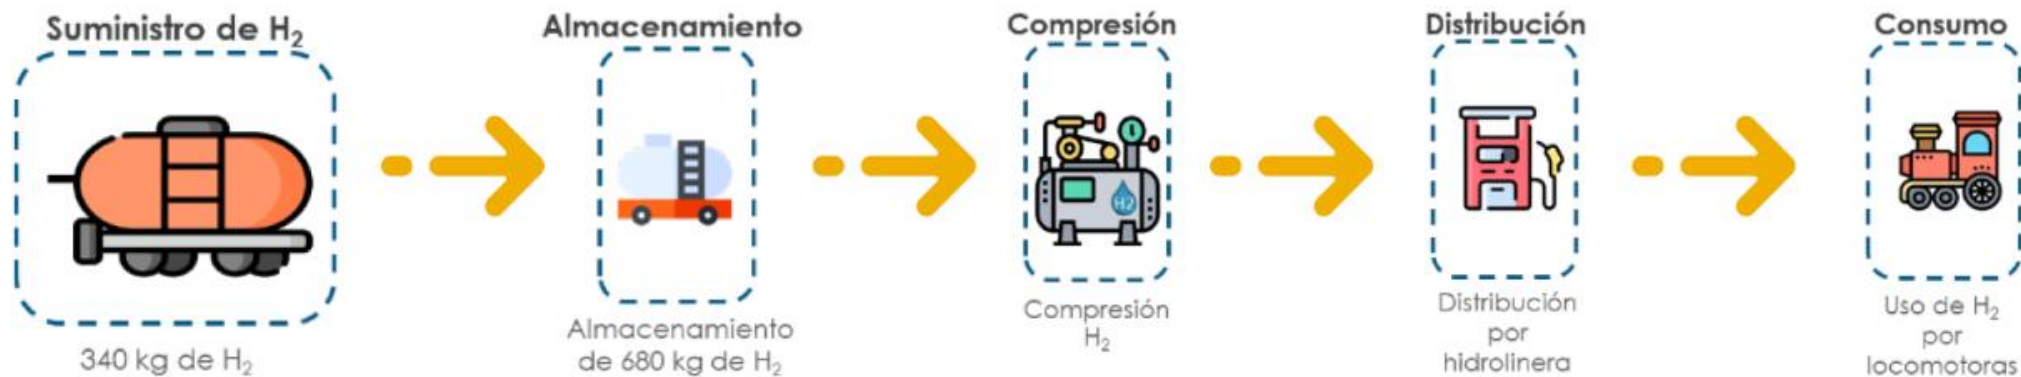 Suministro de H₂
Almacenamiento
Compresión
Distribución
Consumo
340 kg de H₂
Almacenamiento
de 680 kg de H₂
H2
Compresión
H₂
Distribución
por
hidrolinera
Uso de H₂
por
locomotoras